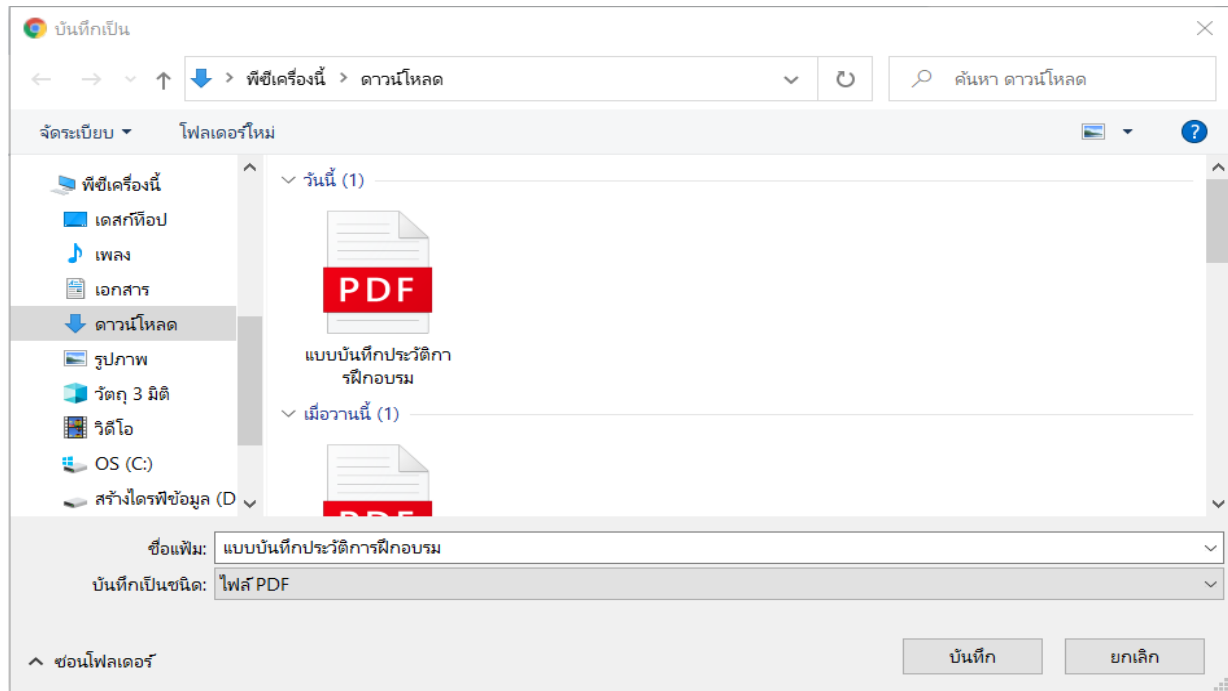 บันทึกเป็น
พีซีเครื่องนี้ > ดาวน์โหลด
ค้นหา ดาวน์โหลด
จัดระเบียบ
โฟลเดอร์ใหม่
?
พีซีเครื่องนี้
เดสก์ท็อป
เพลง
เอกสาร
ดาวน์โหลด
รูปภาพ
วัตถุ 3 มิติ
วิดีโอ
OS (C:)
สร้างไดรฟ์ข้อมูล (D
วันนี้ (1)
PDF
แบบบันทึกประวัติกา
รฝึกอบรม
เมื่อวานนี้ (1)
PDF
ชื่อแฟ้ม: แบบบันทึกประวัติการฝึกอบรม
บันทึกเป็นชนิด: ไฟล์ PDF
ซ่อนโฟลเดอร์
บันทึก
ยกเลิก